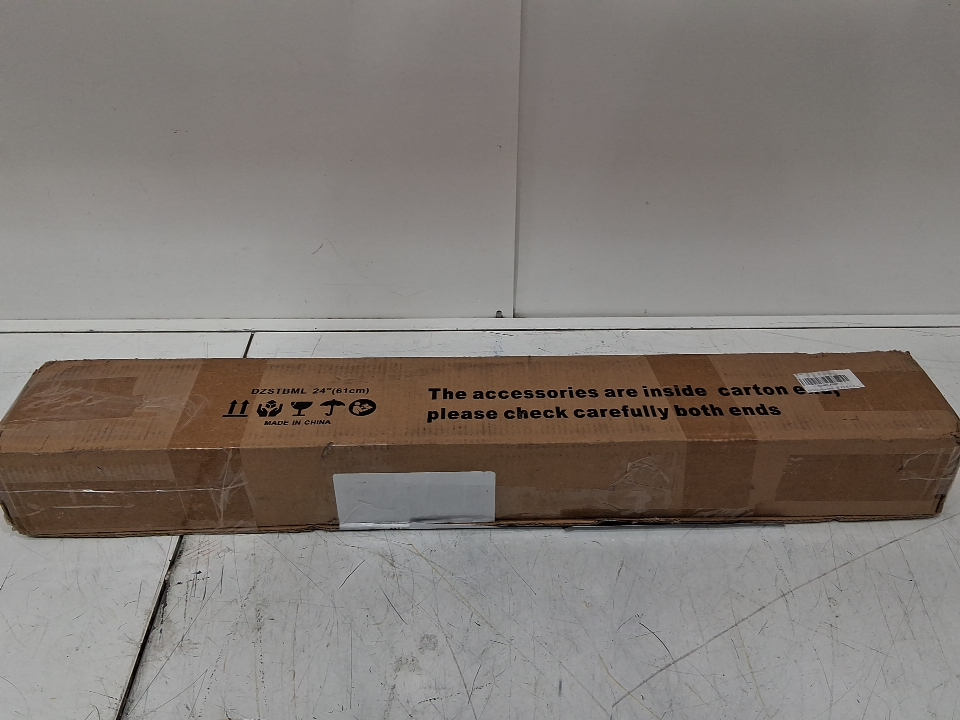 DZSTBML 24"(61cm)
MADE IN CHINA
The accessories are inside carton
please check carefully both ends